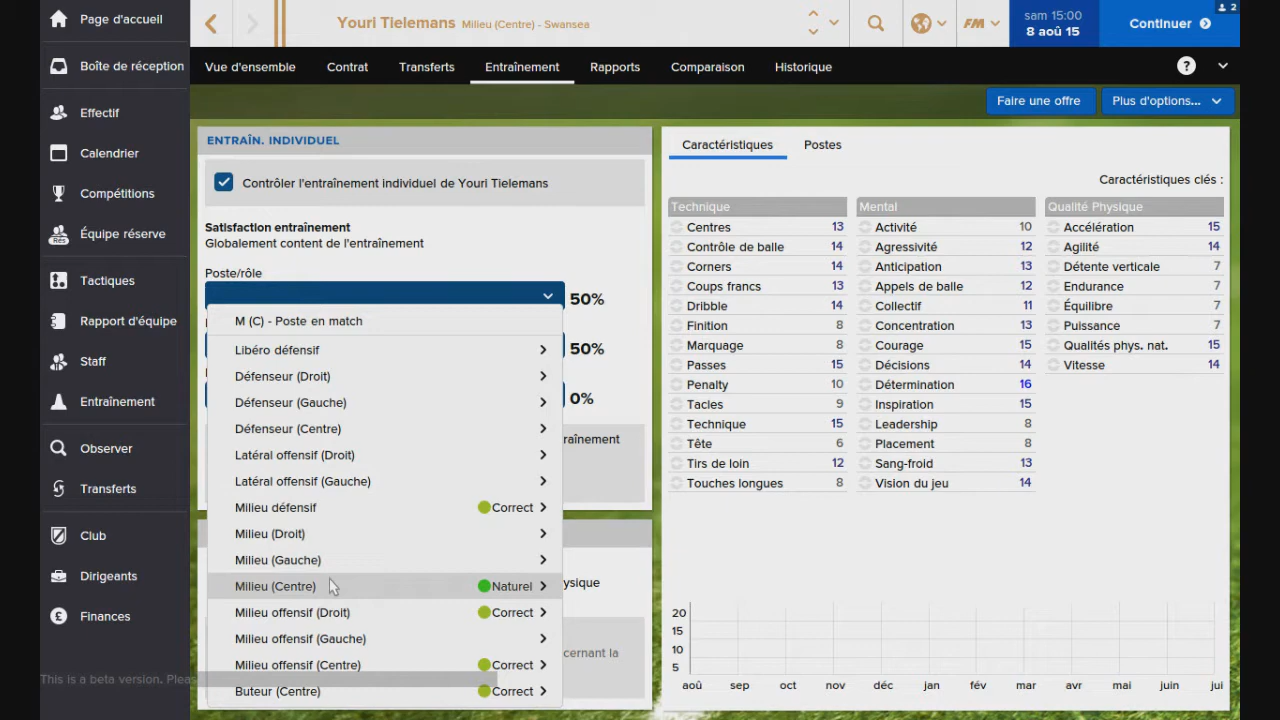 Page d'accueil
Boîte de réception
Effectif
Calendrier
Compétitions
Rés
Équipe réserve
Tactiques
Rapport d'équipe
Staff
Entraînement
Observer
Transferts
Club
Dirigeants
Finances
This is a beta version. Pleas
Youri Tielemans Milieu (Centre) - Swansea
FM
sam 15:00
8 aoû 15
Continuer
2
Vue d'ensemble Contrat Transferts Entraînement Rapports Comparaison Historique ?
Faire une offre Plus d'options...
ENTRAÎN. INDIVIDUEL
Contrôler l'entraînement individuel de Youri Tielemans
Satisfaction entraînement
Globalement content de l'entraînement
Poste/rôle
50%
50%
0%
raînement
ysique
cernant la
M (C) - Poste en match
Libéro défensif
Défenseur (Droit)
Défenseur (Gauche)
Défenseur (Centre)
Latéral offensif (Droit)
Latéral offensif (Gauche)
Milieu défensif Correct
Milieu (Droit)
Milieu (Gauche)
Milieu (Centre) Naturel
Milieu offensif (Droit) Correct
Milieu offensif (Gauche)
Milieu offensif (Centre) Correct
Buteur (Centre) Correct
Caractéristiques Postes
Caractéristiques clés :
Technique
Centres 13
Contrôle de balle 14
Corners 14
Coups francs 13
Dribble 14
Finition 8
Marquage 8
Passes 15
Penalty 10
Tacles 9
Technique 15
Tête 6
Tirs de loin 12
Touches longues 8
Mental
Activité 10
Agressivité 12
Anticipation 13
Appels de balle 12
Collectif 11
Concentration 13
Courage 15
Décisions 14
Détermination 16
Inspiration 15
Leadership 8
Placement 8
Sang-froid 13
Vision du jeu 14
Qualité Physique
Accélération 15
Agilité 14
Détente verticale 7
Endurance 7
Équilibre 7
Puissance 7
Qualités phys. nat. 15
Vitesse 14
20
15
10
5
aoû sep oct nov déc jan fév mar avr mai juin jui